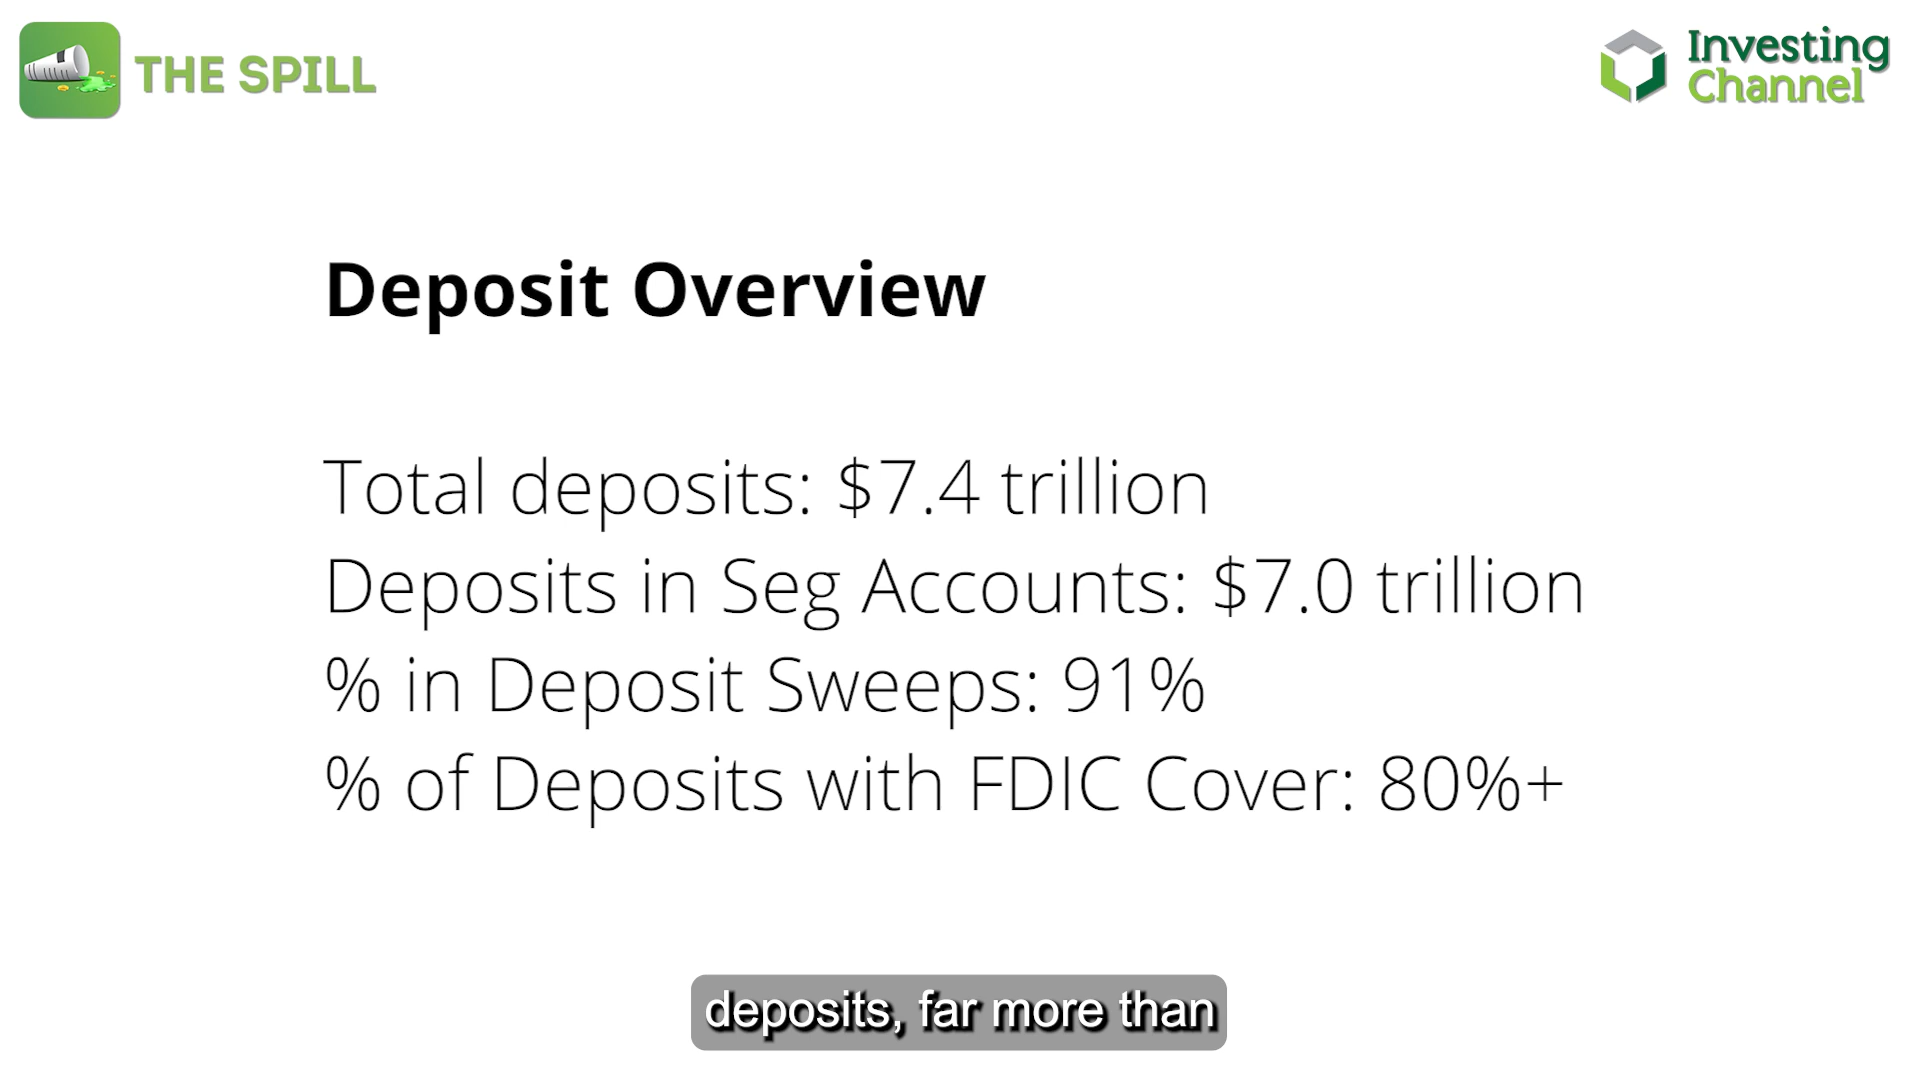 THE SPILL
Investing
Channel
Deposit Overview
Total deposits: $7.4 trillion
Deposits in Seg Accounts: $7.0 trillion
% in Deposit Sweeps: 91%
% of Deposits with FDIC Cover: 80%+
deposits, far more than